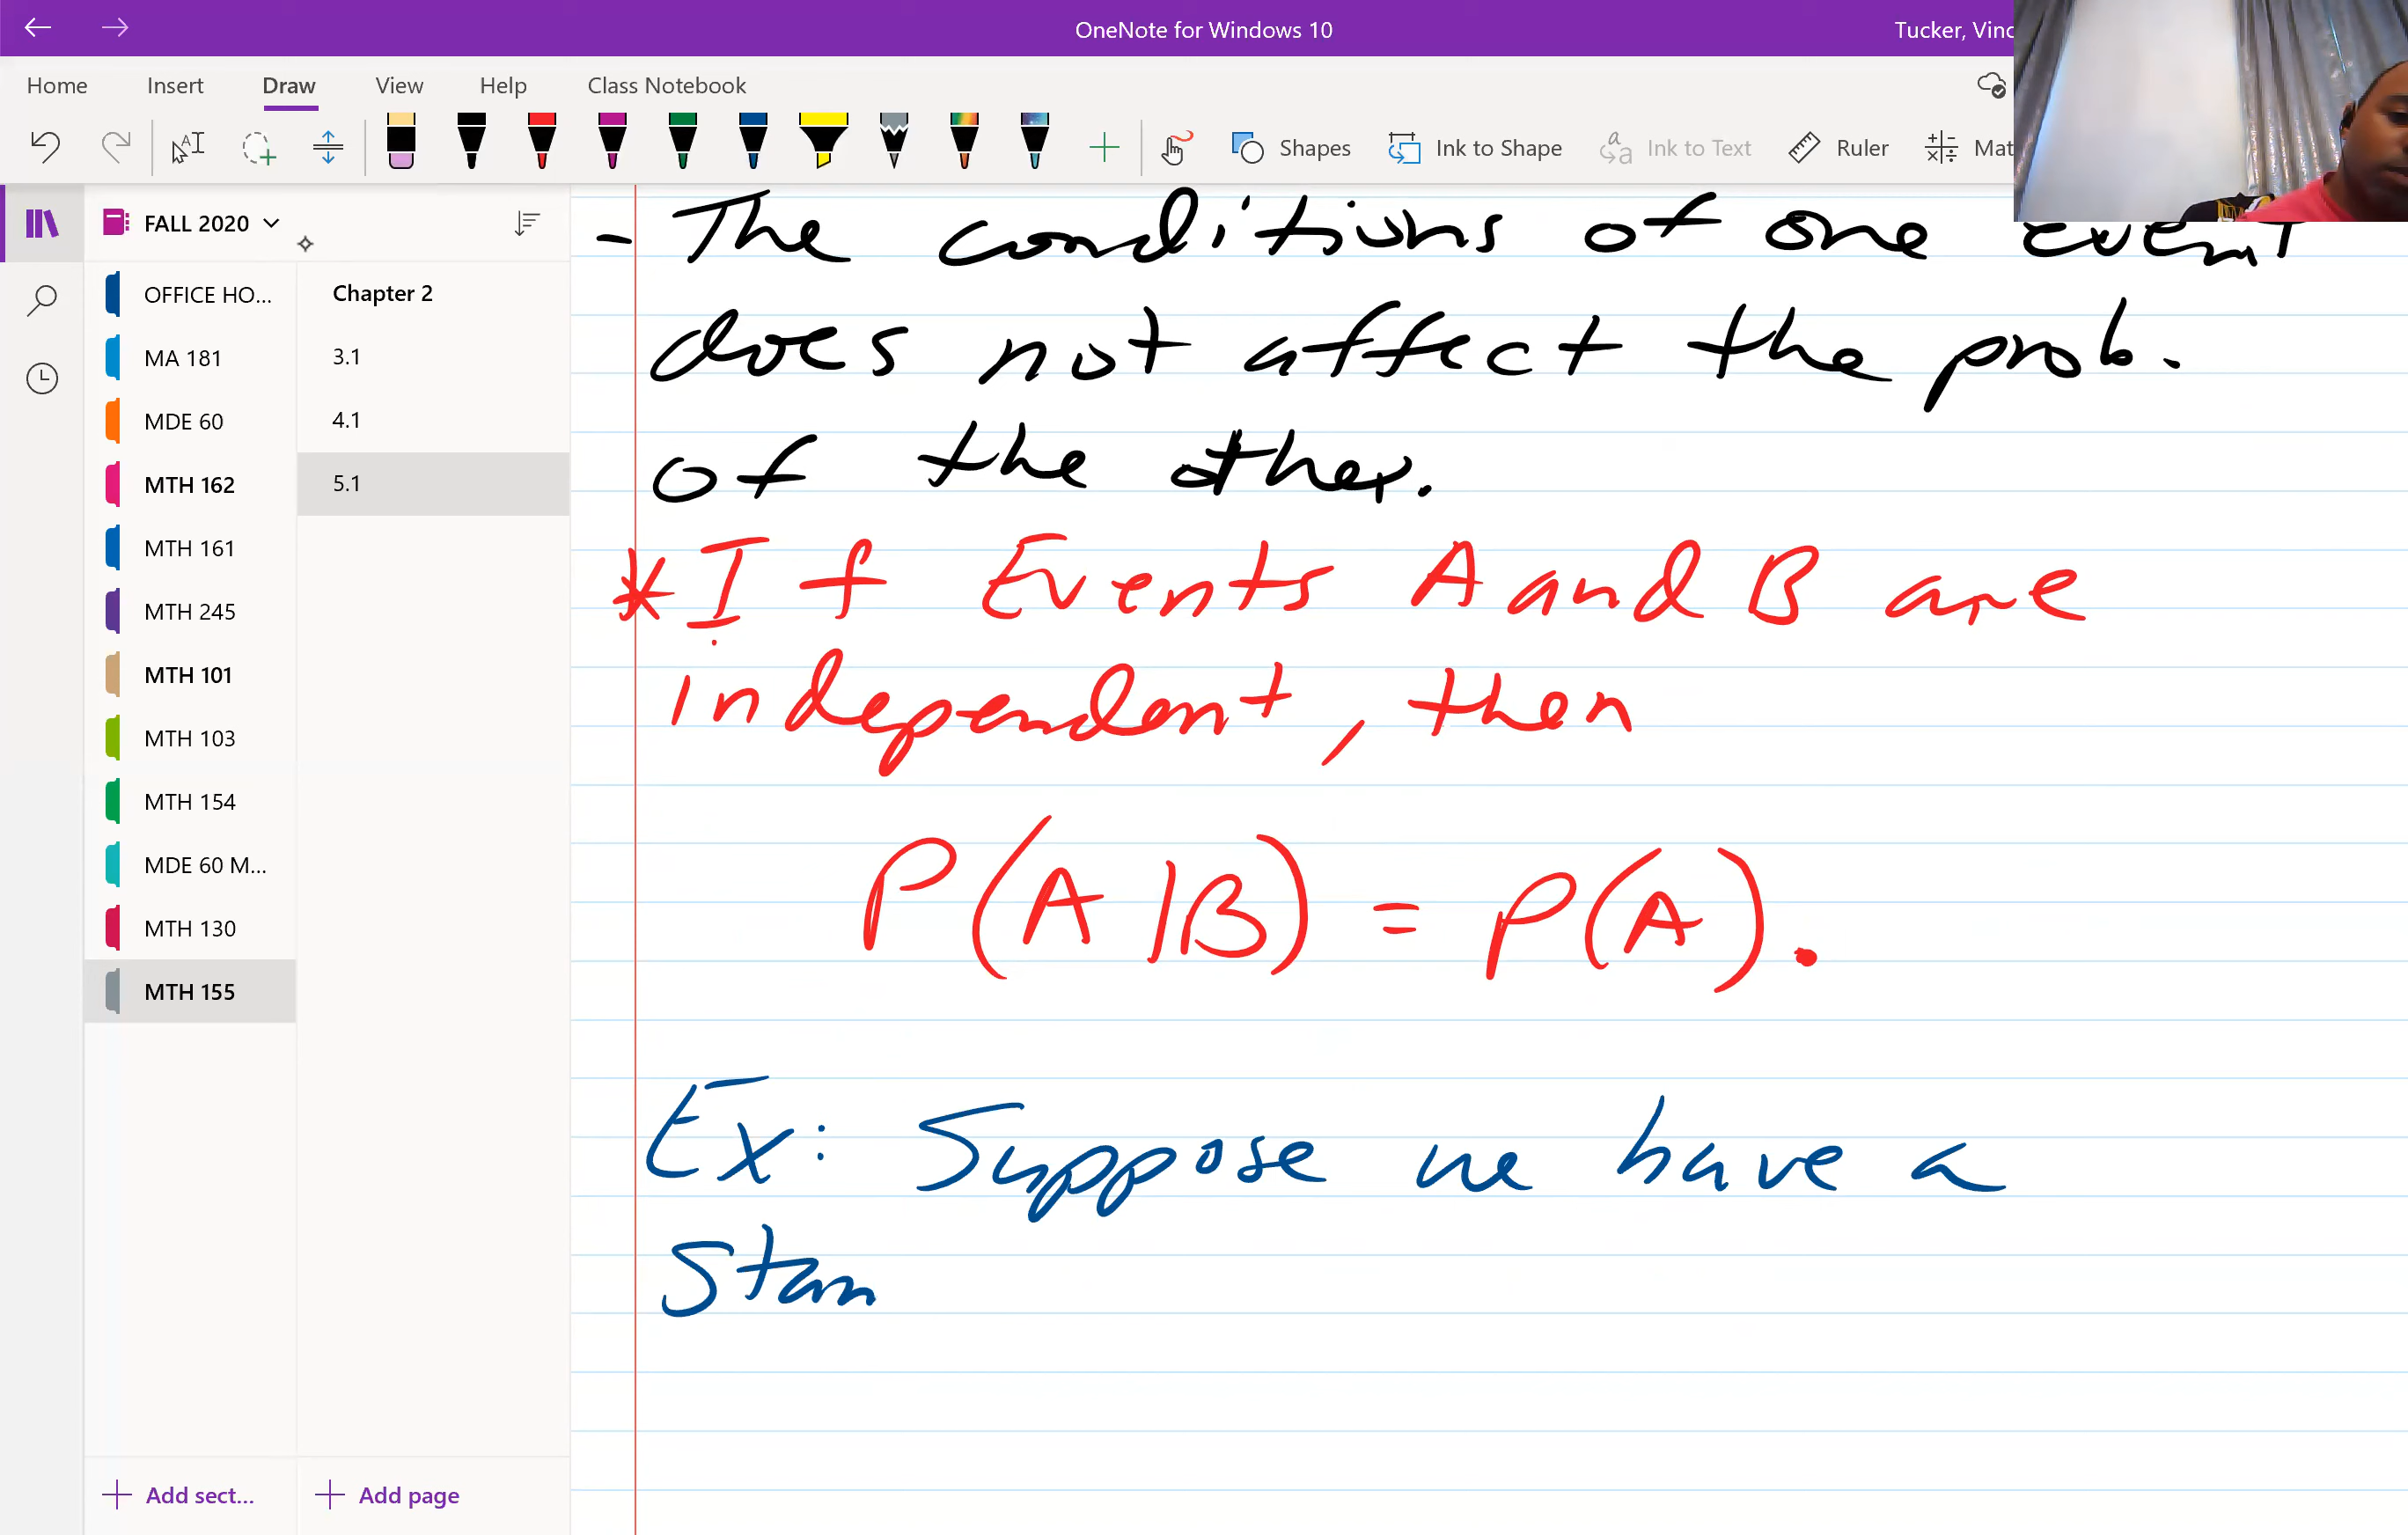 OneNote for Windows 10
Tucker, Vinc
Home Insert Draw View Help Class Notebook
Shapes Ink to Shape Ink to Text Ruler Mat
FALL 2020
OFFICE HO...
MA 181
MDE 60
MTH 162
MTH 161
MTH 245
MTH 101
MTH 103
MTH 154
MDE 60 M...
MTH 130
MTH 155
Add sect...
Chapter 2
3.1
4.1
5.1
Add page
- The conditions of one event
does not affect the prob.
of the other.
* If Events A and B are
independent, then
P(A|B) = P(A).
Ex: Suppose we have a
Stan